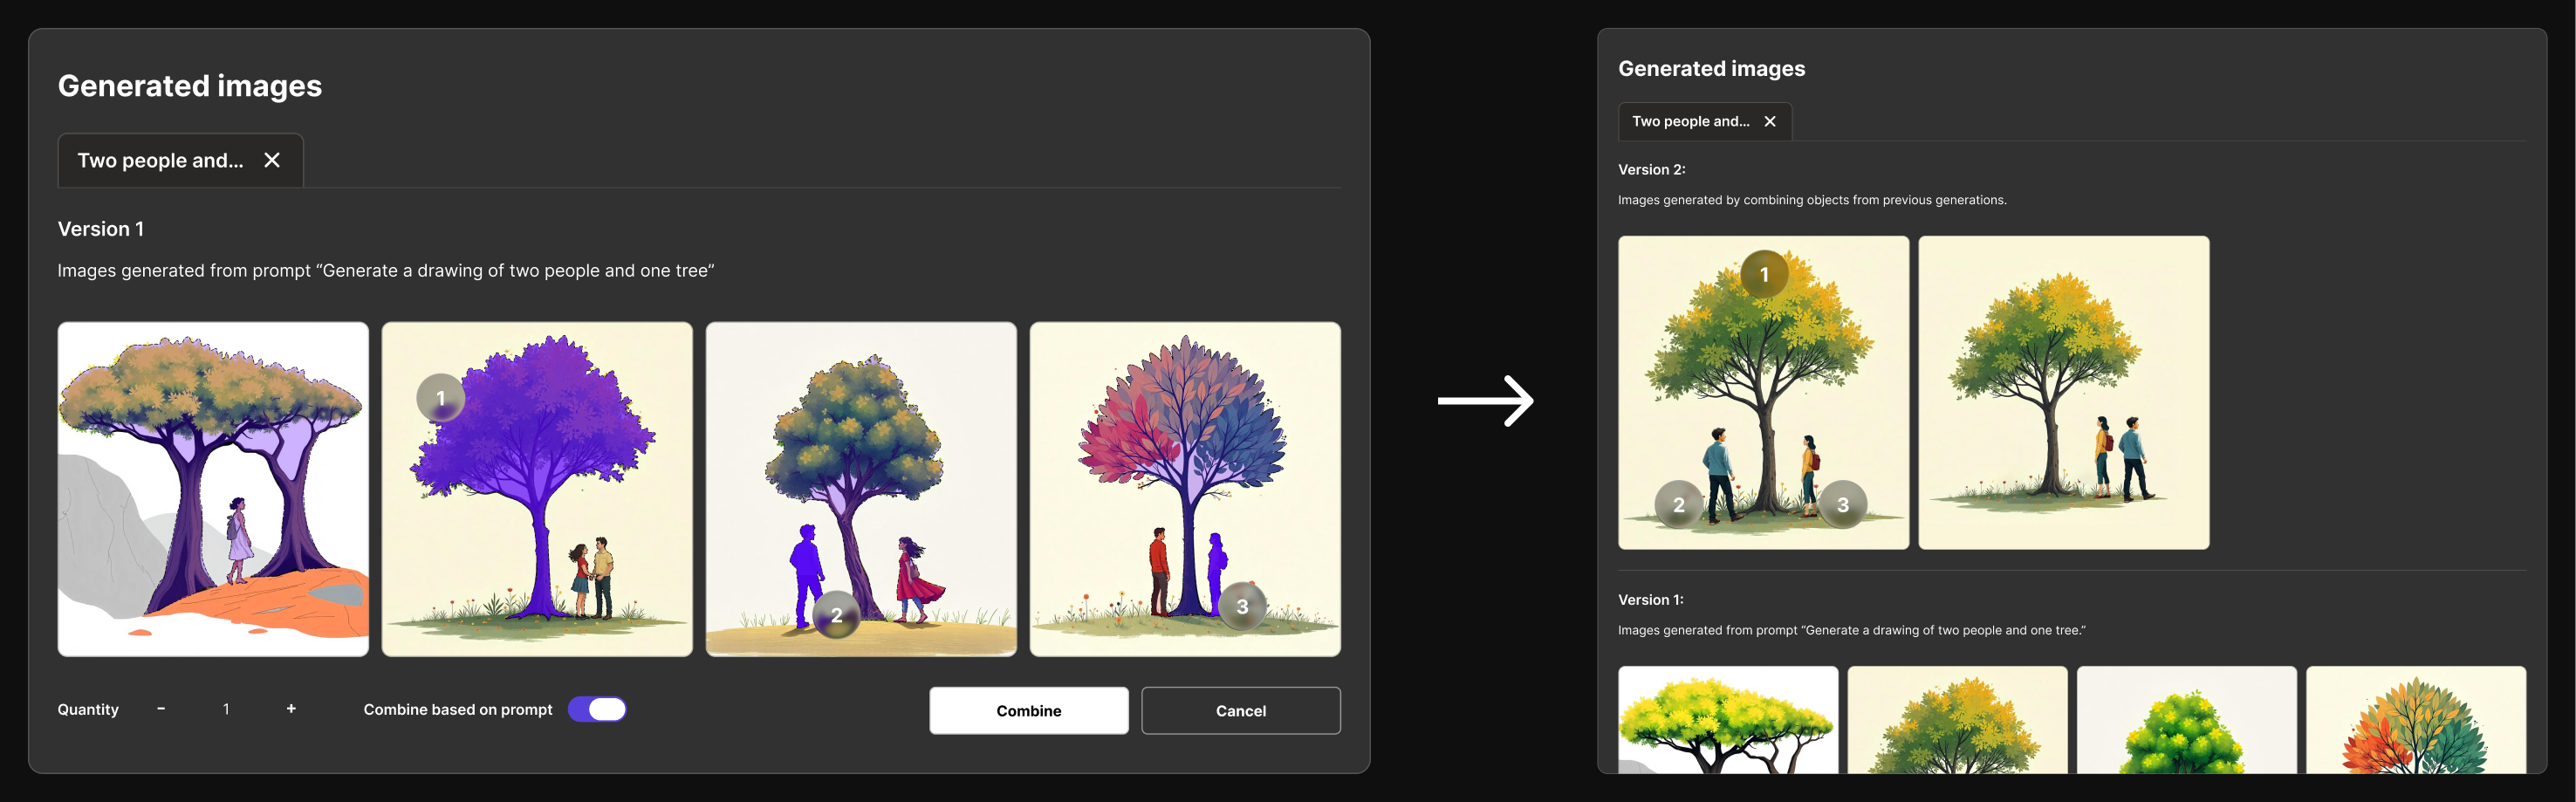 Generated images
Two people and...
Version 1
Images generated from prompt “Generate a drawing of two people and one tree”
1
2
3
Quantity - 1 +
Combine based on prompt
Combine
Cancel
Generated images
Two people and...
Version 2:
Images generated by combining objects from previous generations.
1
2
3
Version 1:
Images generated from prompt “Generate a drawing of two people and one tree.”